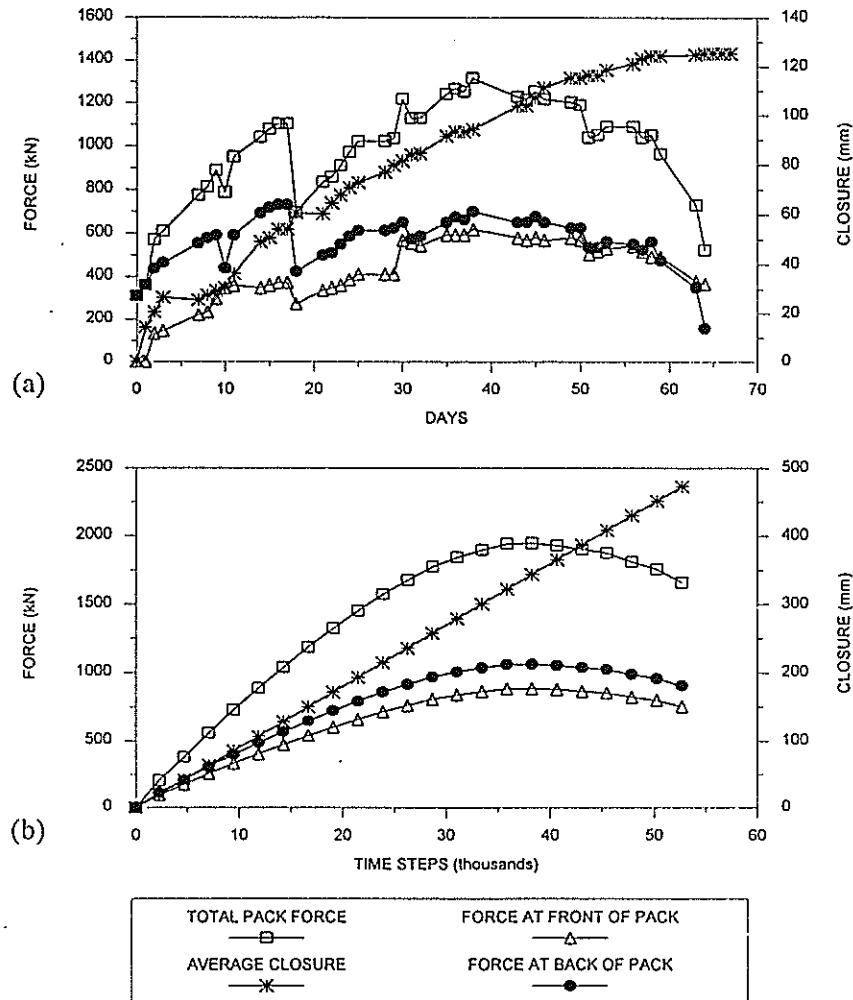 1600
1400
1200
1000
800
600
400
200
0
FORCE (kN)
140
120
100
80
60
40
20
0
CLOSURE (mm)
0 10 20 30 40 50 60 70
DAYS
(a)
2500
2000
1500
1000
500
0
FORCE (kN)
500
400
300
200
100
0
CLOSURE (mm)
0 10 20 30 40 50 60
TIME STEPS (thousands)
(b)
TOTAL PACK FORCE
FORCE AT FRONT OF PACK
AVERAGE CLOSURE
FORCE AT BACK OF PACK